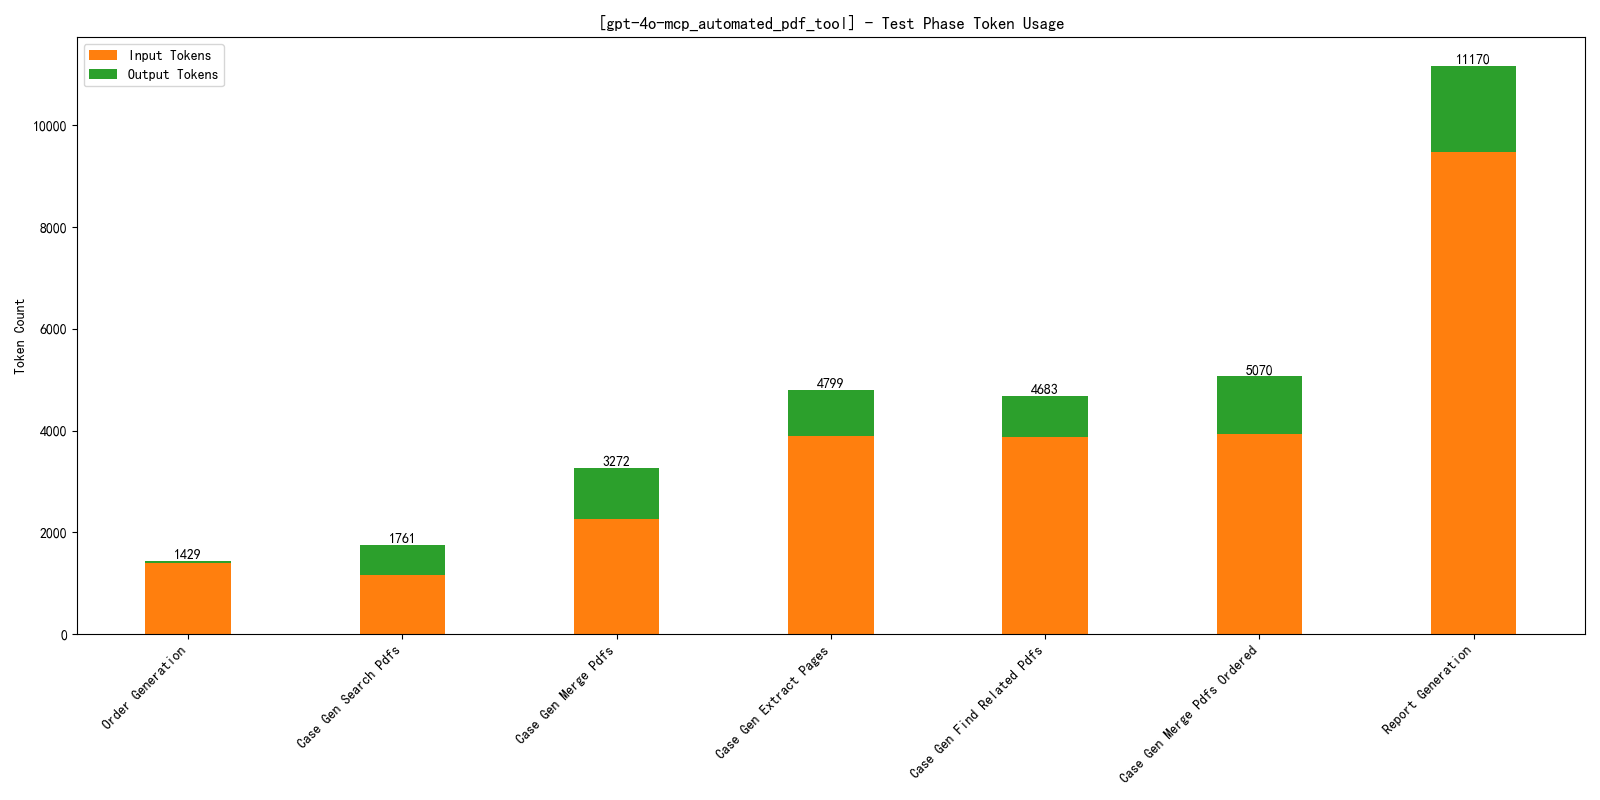 [gpt-4o-mcp_automated_pdf_tool] - Test Phase Token Usage
Input Tokens
Output Tokens
Token Count
10000
8000
6000
4000
2000
0
1429
1761
3272
4799
4683
5070
11170
Order Generation
Case Gen Search Pdfs
Case Gen Merge Pdfs
Case Gen Extract Pages
Case Gen Find Related Pdfs
Case Gen Merge Pdfs Ordered
Report Generation